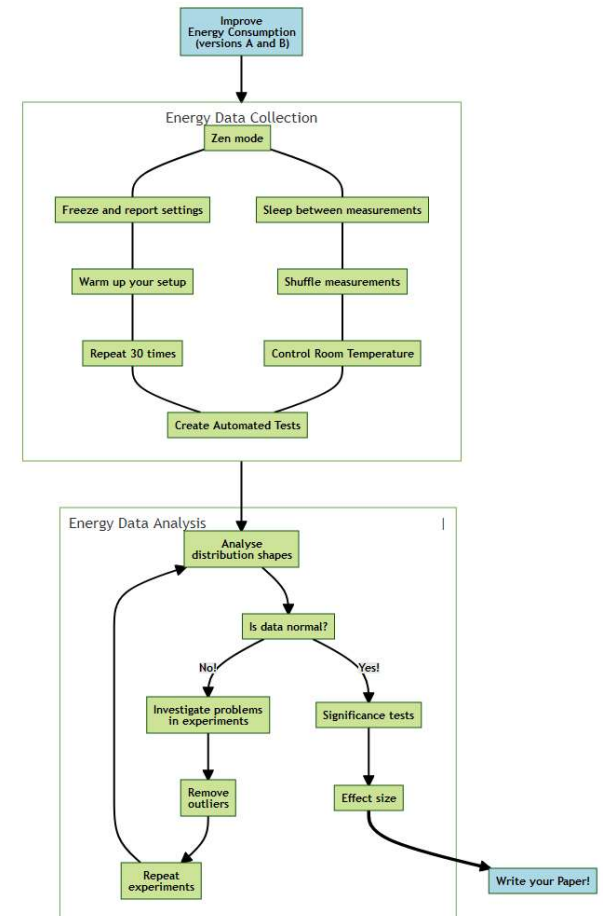 Improve
Energy Consumption
(versions A and B)
Energy Data Collection
Zen mode
Freeze and report settings
Sleep between measurements
Warm up your setup
Shuffle measurements
Repeat 30 times
Control Room Temperature
Create Automated Tests
Energy Data Analysis
Analyse
distribution shapes
Is data normal?
No!
Yes!
Investigate problems
in experiments
Significance tests
Remove
outliers
Effect size
Repeat
experiments
Write your Paper!